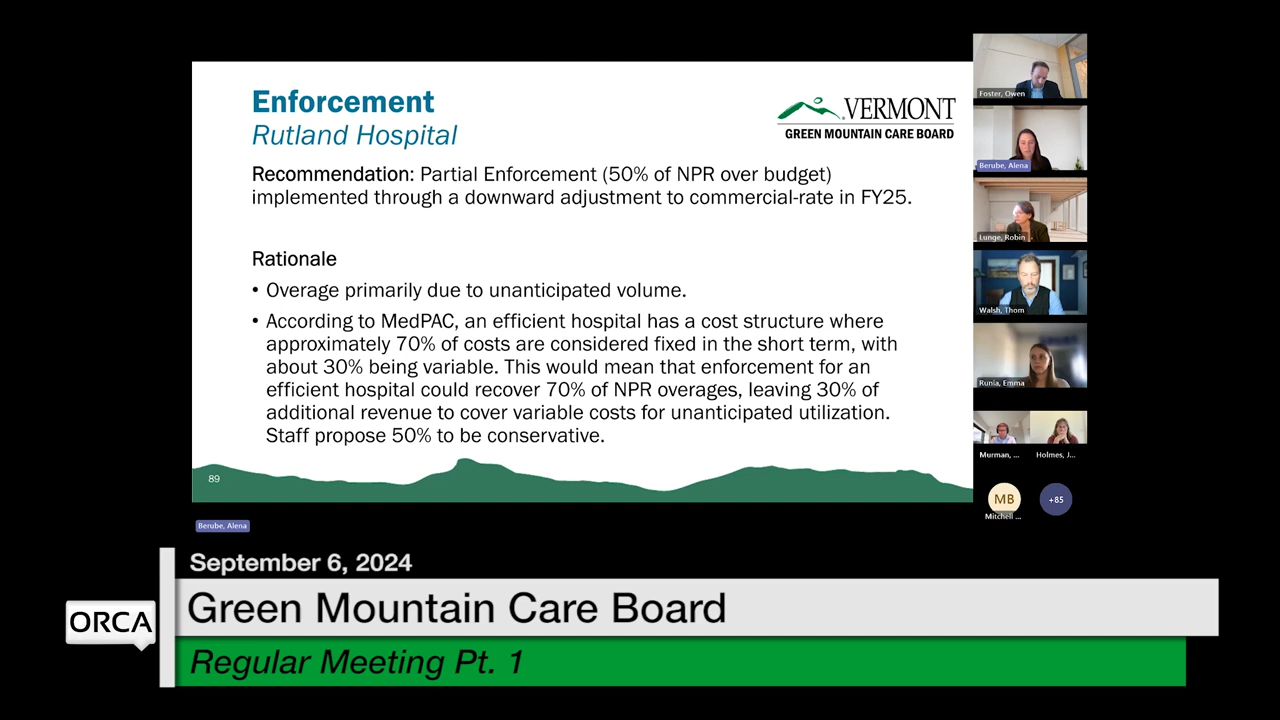 Enforcement
Rutland Hospital
VERMONT
GREEN MOUNTAIN CARE BOARD
Recommendation: Partial Enforcement (50% of NPR over budget)
implemented through a downward adjustment to commercial-rate in FY25.
Rationale
• Overage primarily due to unanticipated volume.
• According to MedPAC, an efficient hospital has a cost structure where
approximately 70% of costs are considered fixed in the short term, with
about 30% being variable. This would mean that enforcement for an
efficient hospital could recover 70% of NPR overages, leaving 30% of
additional revenue to cover variable costs for unanticipated utilization.
Staff propose 50% to be conservative.
89
Berube, Alena
Foster, Owen
Berube, Alena
Lunge, Robin
Walsh, Thom
Runia, Emma
Murman, ...
Holmes, J...
MB
Mitchell ...
+85
September 6, 2024
ORCA
Green Mountain Care Board
Regular Meeting Pt. 1